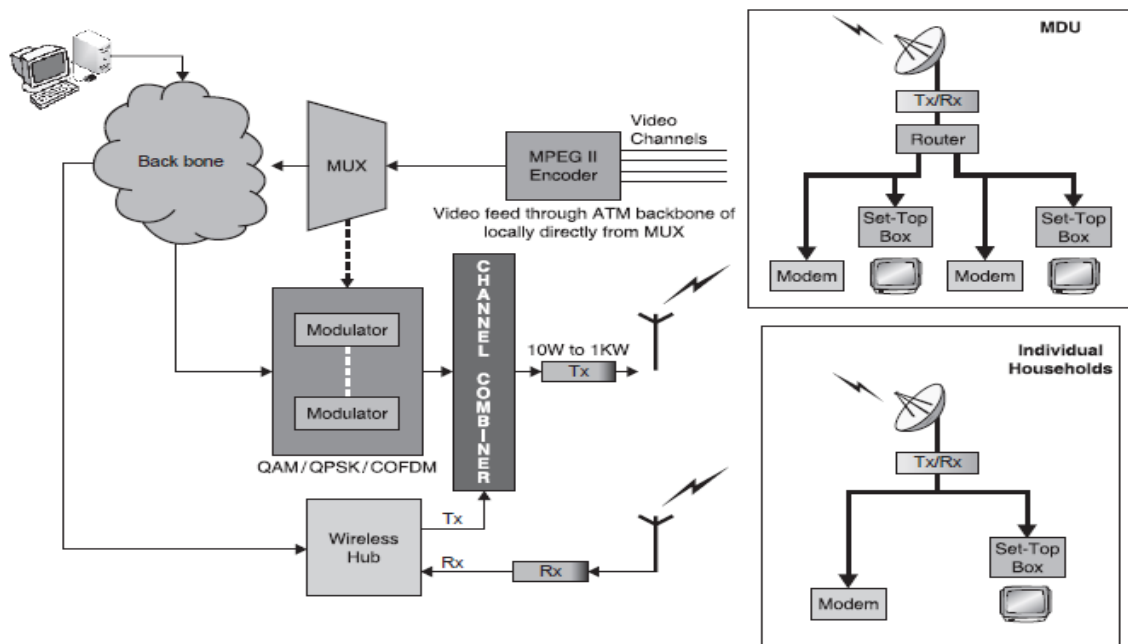 Back bone
MUX
MPEG II
Encoder
Video
Channels
Video feed through ATM backbone of
locally directly from MUX
Modulator
Modulator
QAM/QPSK/COFDM
CHANNEL COMBINER
10W to 1KW
Tx
Wireless
Hub
Tx
Rx
Rx
MDU
Tx/Rx
Router
Set-Top
Box
Set-Top
Box
Modem
Modem
Individual
Households
Tx/Rx
Set-Top
Box
Modem